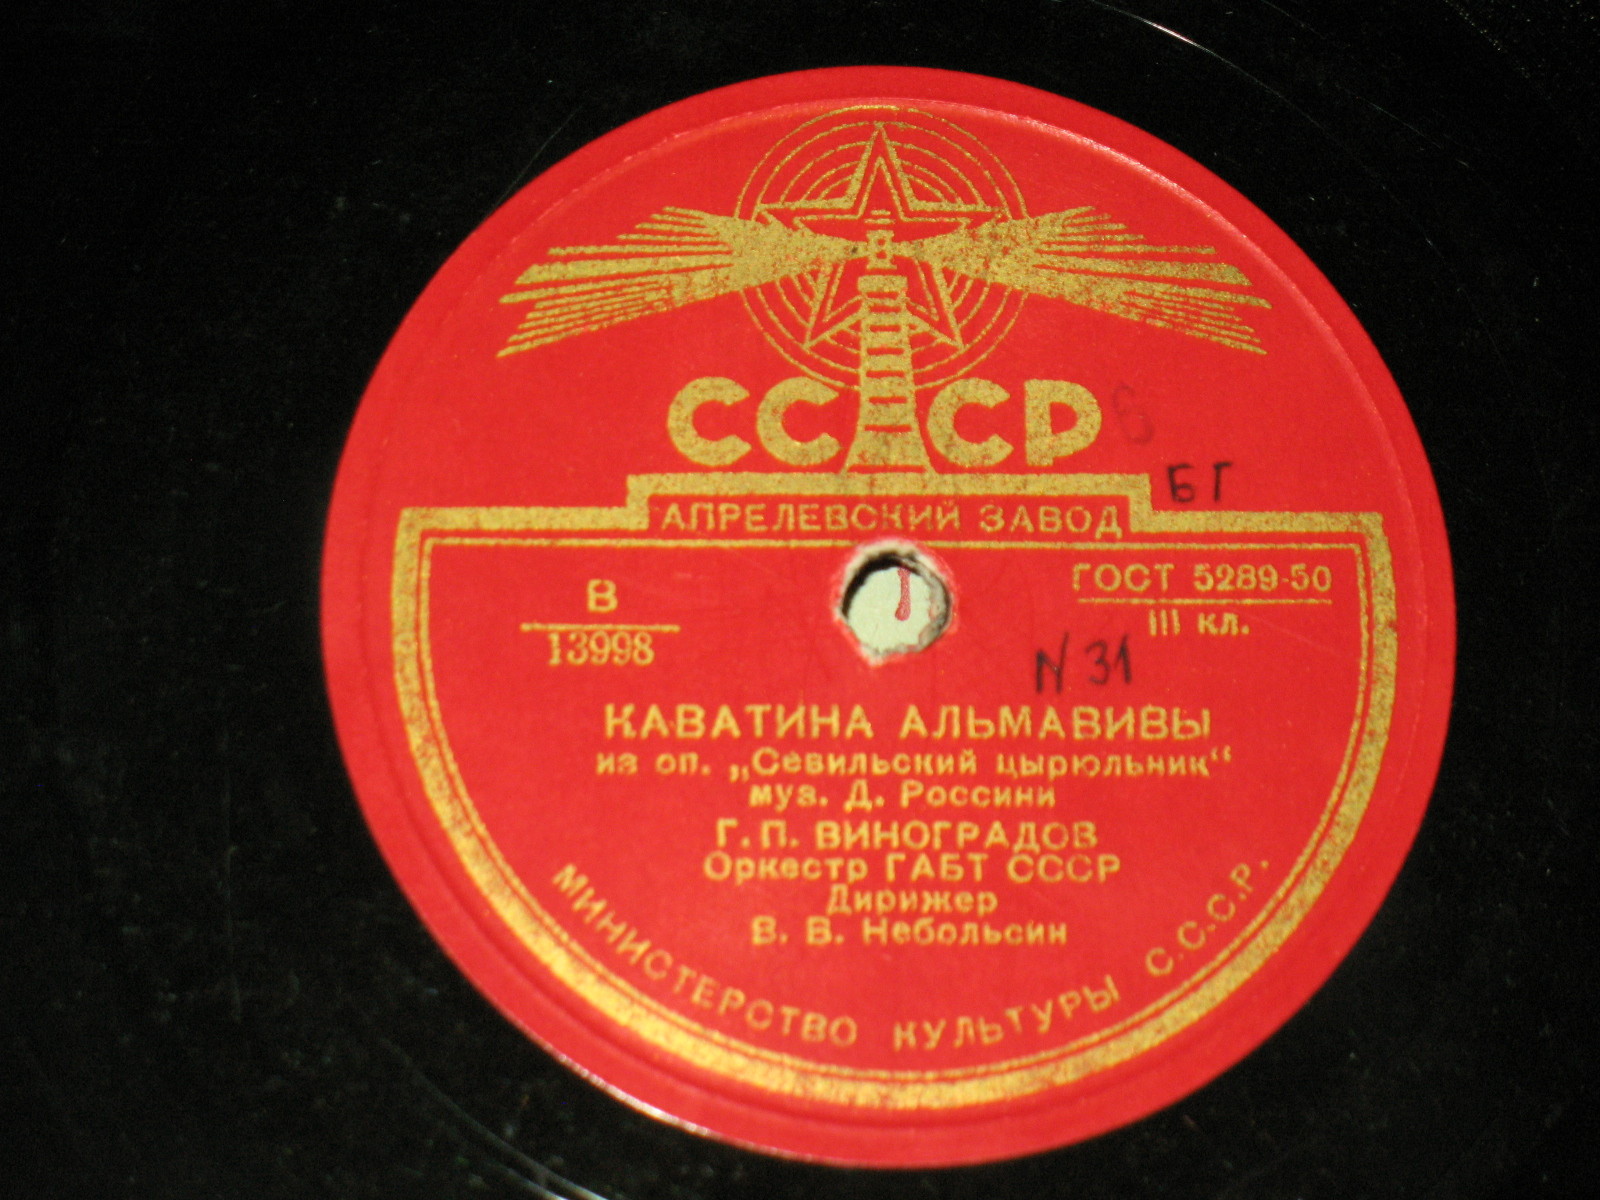 СССР
БГ
АПРЕЛЕВСКИЙ ЗАВОД
В
13998
ГОСТ 5289-50
III кл.
N 31
КАВАТИНА АЛЬМАВИВЫ
из оп. „Севильский цырюльник“
муз. Д. Россини
Г. П. ВИНОГРАДОВ
Оркестр ГАБТ СССР
Дирижер
В. В. Небольсин
МИНИСТЕРСТВО КУЛЬТУРЫ С.С.С.Р.